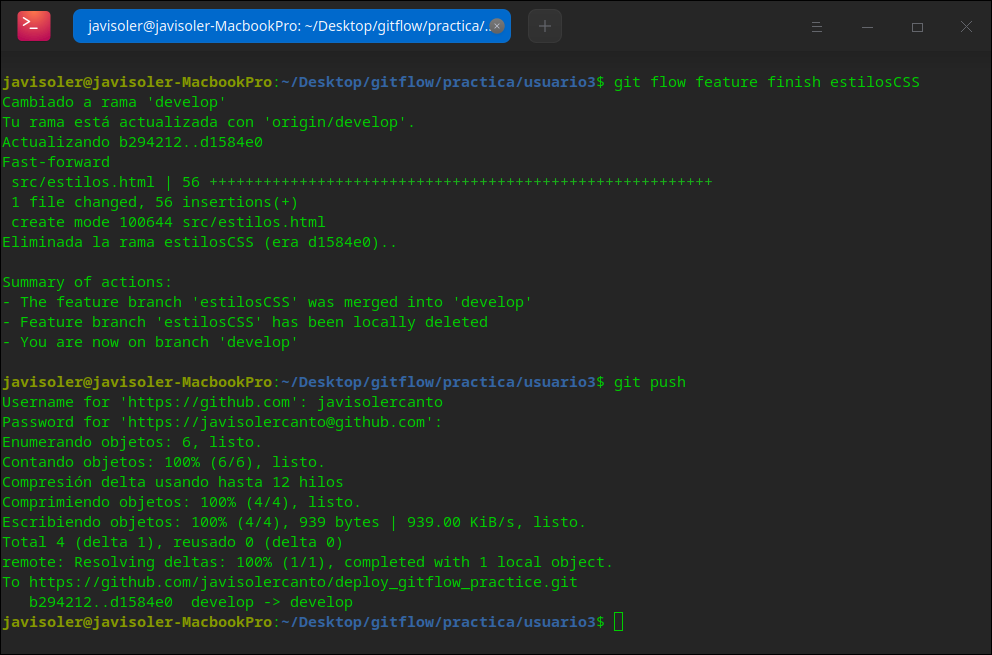 javisoler@javisoler-MacbookPro: ~/Desktop/gitflow/practica/..
javisoler@javisoler-MacbookPro:~/Desktop/gitflow/practica/usuario3$ git flow feature finish estilosCSS
Cambiado a rama 'develop'
Tu rama está actualizada con 'origin/develop'.
Actualizando b294212..d1584e0
Fast-forward
 src/estilos.html | 56 ++++++++++++++++++++++++++++++++++++++++++++++++++++++++
 1 file changed, 56 insertions(+)
 create mode 100644 src/estilos.html
Eliminada la rama estilosCSS (era d1584e0)..
Summary of actions:
- The feature branch 'estilosCSS' was merged into 'develop'
- Feature branch 'estilosCSS' has been locally deleted
- You are now on branch 'develop'
javisoler@javisoler-MacbookPro:~/Desktop/gitflow/practica/usuario3$ git push
Username for 'https://github.com': javisolercanto
Password for 'https://javisolercanto@github.com':
Enumerando objetos: 6, listo.
Contando objetos: 100% (6/6), listo.
Compresión delta usando hasta 12 hilos
Comprimiendo objetos: 100% (4/4), listo.
Escribiendo objetos: 100% (4/4), 939 bytes | 939.00 KiB/s, listo.
Total 4 (delta 1), reusado 0 (delta 0)
remote: Resolving deltas: 100% (1/1), completed with 1 local object.
To https://github.com/javisolercanto/deploy_gitflow_practice.git
   b294212..d1584e0  develop -> develop
javisoler@javisoler-MacbookPro:~/Desktop/gitflow/practica/usuario3$